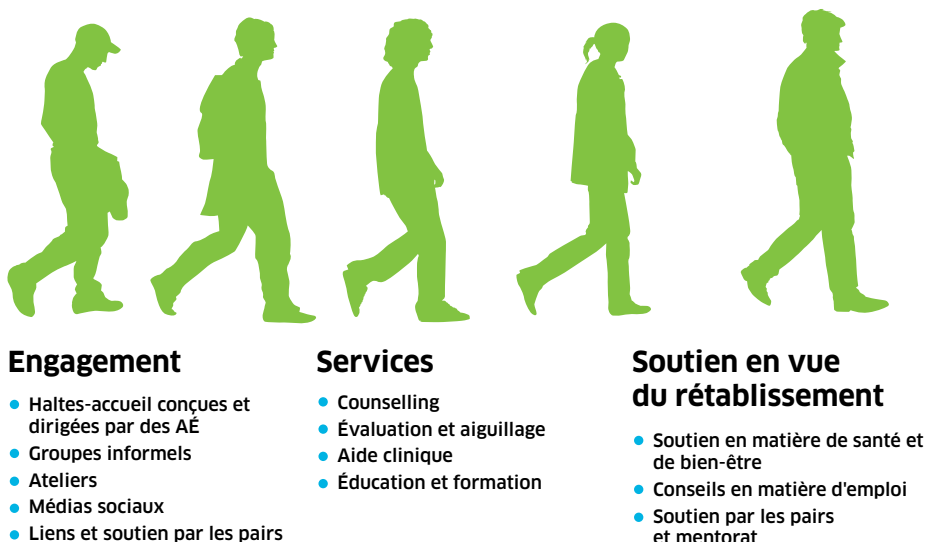 Engagement
• Haltes-accueil conçues et
dirigées par des AÉ
• Groupes informels
• Ateliers
• Médias sociaux
• Liens et soutien par les pairs
Services
• Counselling
• Évaluation et aiguillage
• Aide clinique
• Éducation et formation
Soutien en vue
du rétablissement
• Soutien en matière de santé et
de bien-être
• Conseils en matière d'emploi
• Soutien par les pairs
et mentorat